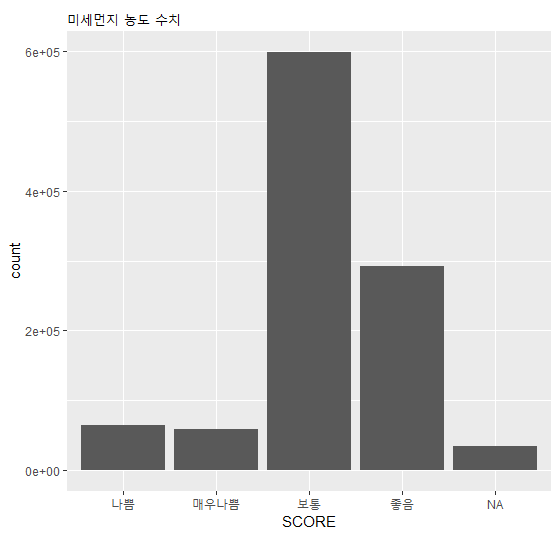 미세먼지 농도 수치
6e+05
4e+05
2e+05
0e+00
count
나쁨 매우나쁨 보통 좋음 NA
SCORE